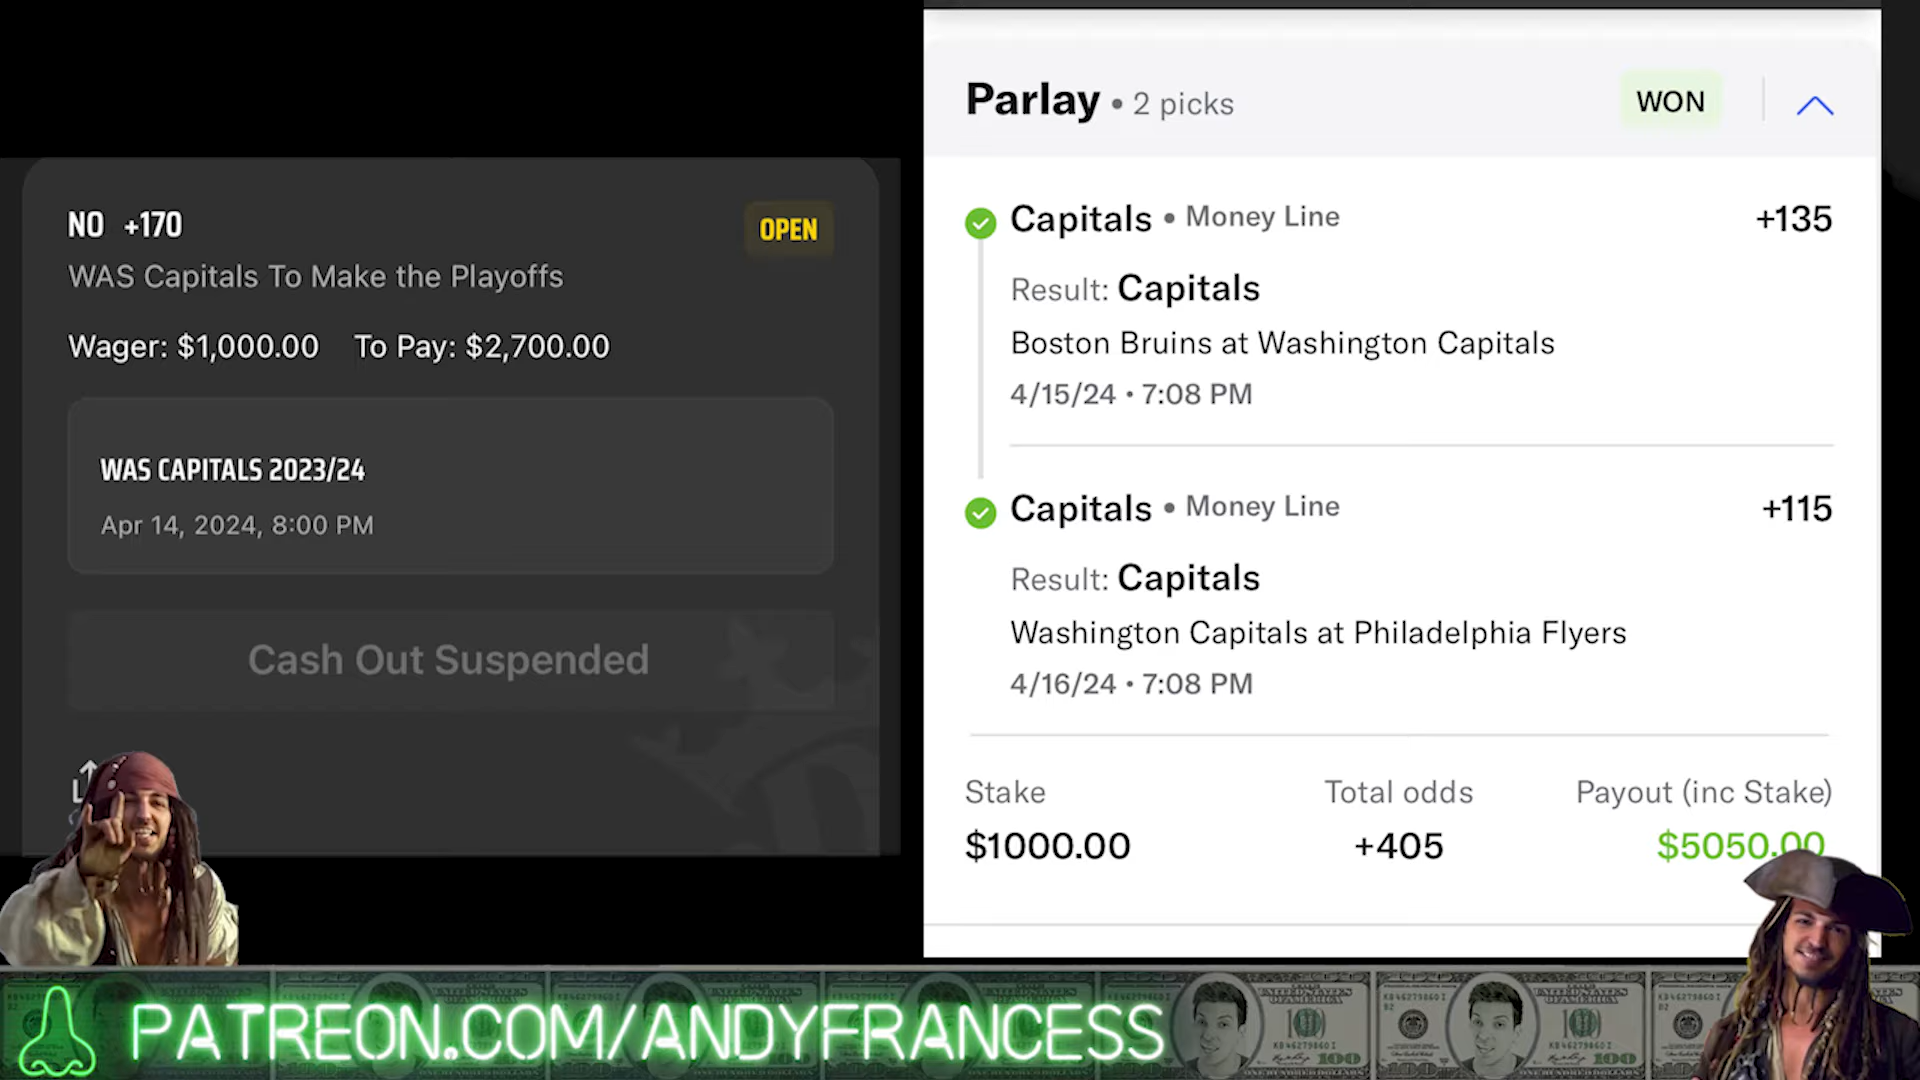 NO +170
OPEN
WAS Capitals To Make the Playoffs
Wager: $1,000.00 To Pay: $2,700.00
WAS CAPITALS 2023/24
Apr 14, 2024, 8:00 PM
Cash Out Suspended
Parlay • 2 picks
WON
Capitals • Money Line +135
Result: Capitals
Boston Bruins at Washington Capitals
4/15/24 • 7:08 PM
Capitals • Money Line +115
Result: Capitals
Washington Capitals at Philadelphia Flyers
4/16/24 • 7:08 PM
Stake Total odds Payout (inc Stake)
$1000.00 +405 $5050.00
PATREON.COM/ANDYFRANCESS